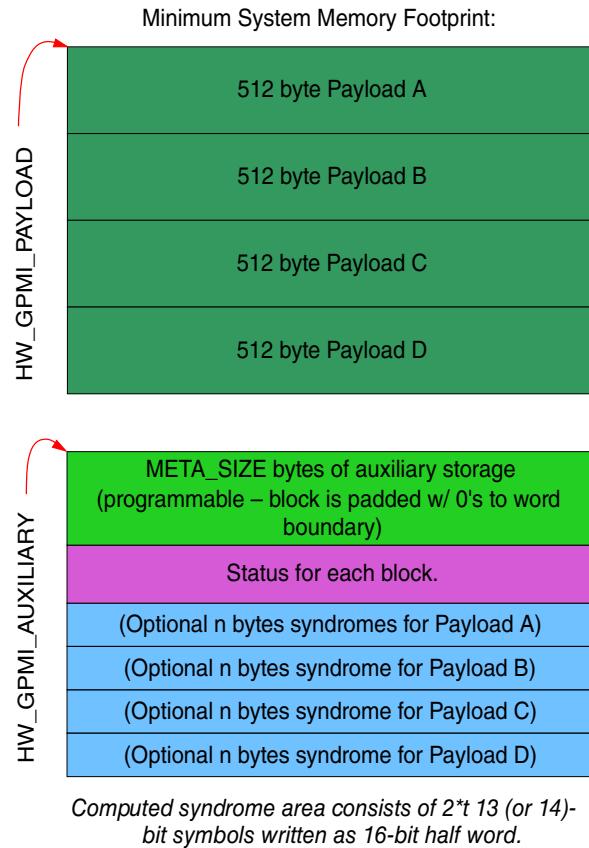 Minimum System Memory Footprint:
HW_GPMI_PAYLOAD
512 byte Payload A
512 byte Payload B
512 byte Payload C
512 byte Payload D
HW_GPMI_AUXILIARY
META_SIZE bytes of auxiliary storage
(programmable – block is padded w/ 0's to word
boundary)
Status for each block.
(Optional n bytes syndromes for Payload A)
(Optional n bytes syndrome for Payload B)
(Optional n bytes syndrome for Payload C)
(Optional n bytes syndrome for Payload D)
Computed syndrome area consists of 2*t 13 (or 14)-
bit symbols written as 16-bit half word.